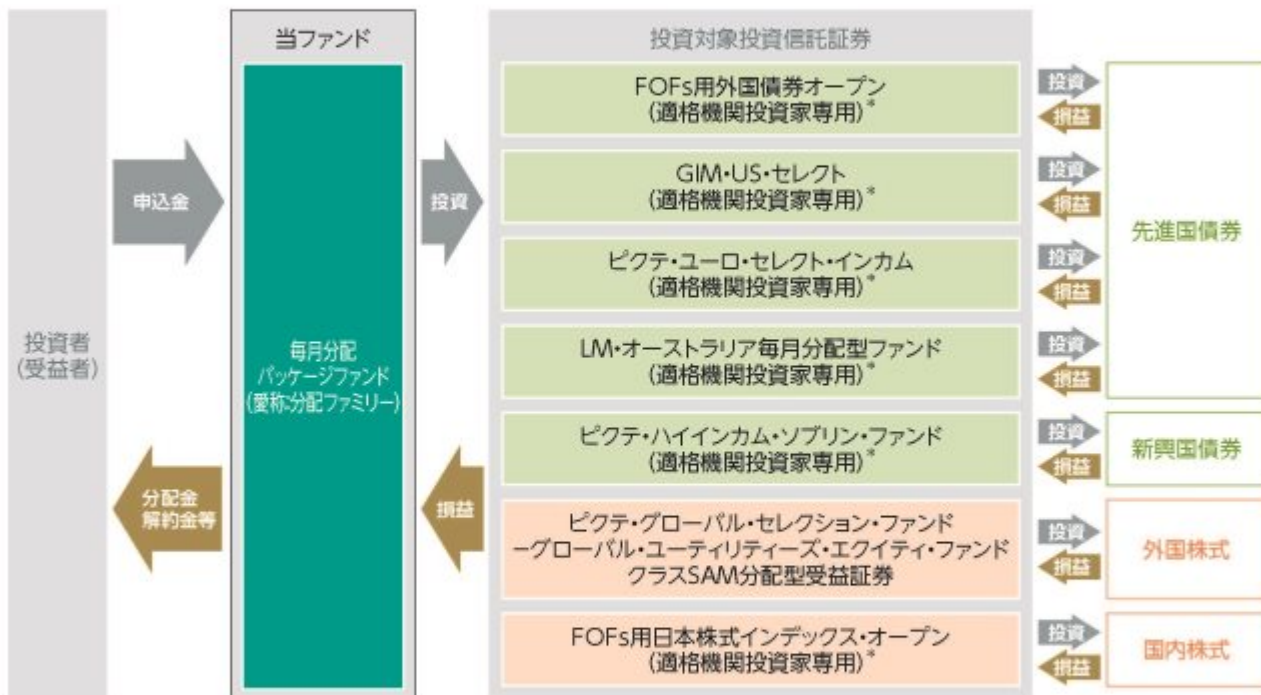 当ファンド
投資対象投資信託証券
投資者
(受益者)
申込金
分配金
解約金等
毎月分配
パッケージファンド
(愛称:分配ファミリー)
投資
損益
FOFs用外国債券オープン
(適格機関投資家専用)*
投資
損益
GIM・US・セレクト
(適格機関投資家専用)*
投資
損益
ピクテ・ユーロ・セレクト・インカム
(適格機関投資家専用)*
投資
損益
LM・オーストラリア毎月分配型ファンド
(適格機関投資家専用)*
投資
損益
先進国債券
ピクテ・ハイインカム・ソブリン・ファンド
(適格機関投資家専用)*
投資
損益
新興国債券
ピクテ・グローバル・セレクション・ファンド
-グローバル・ユーティリティーズ・エクイティ・ファンド
クラスSAM分配型受益証券
投資
損益
外国株式
FOFs用日本株式インデックス・オープン
(適格機関投資家専用)*
投資
損益
国内株式